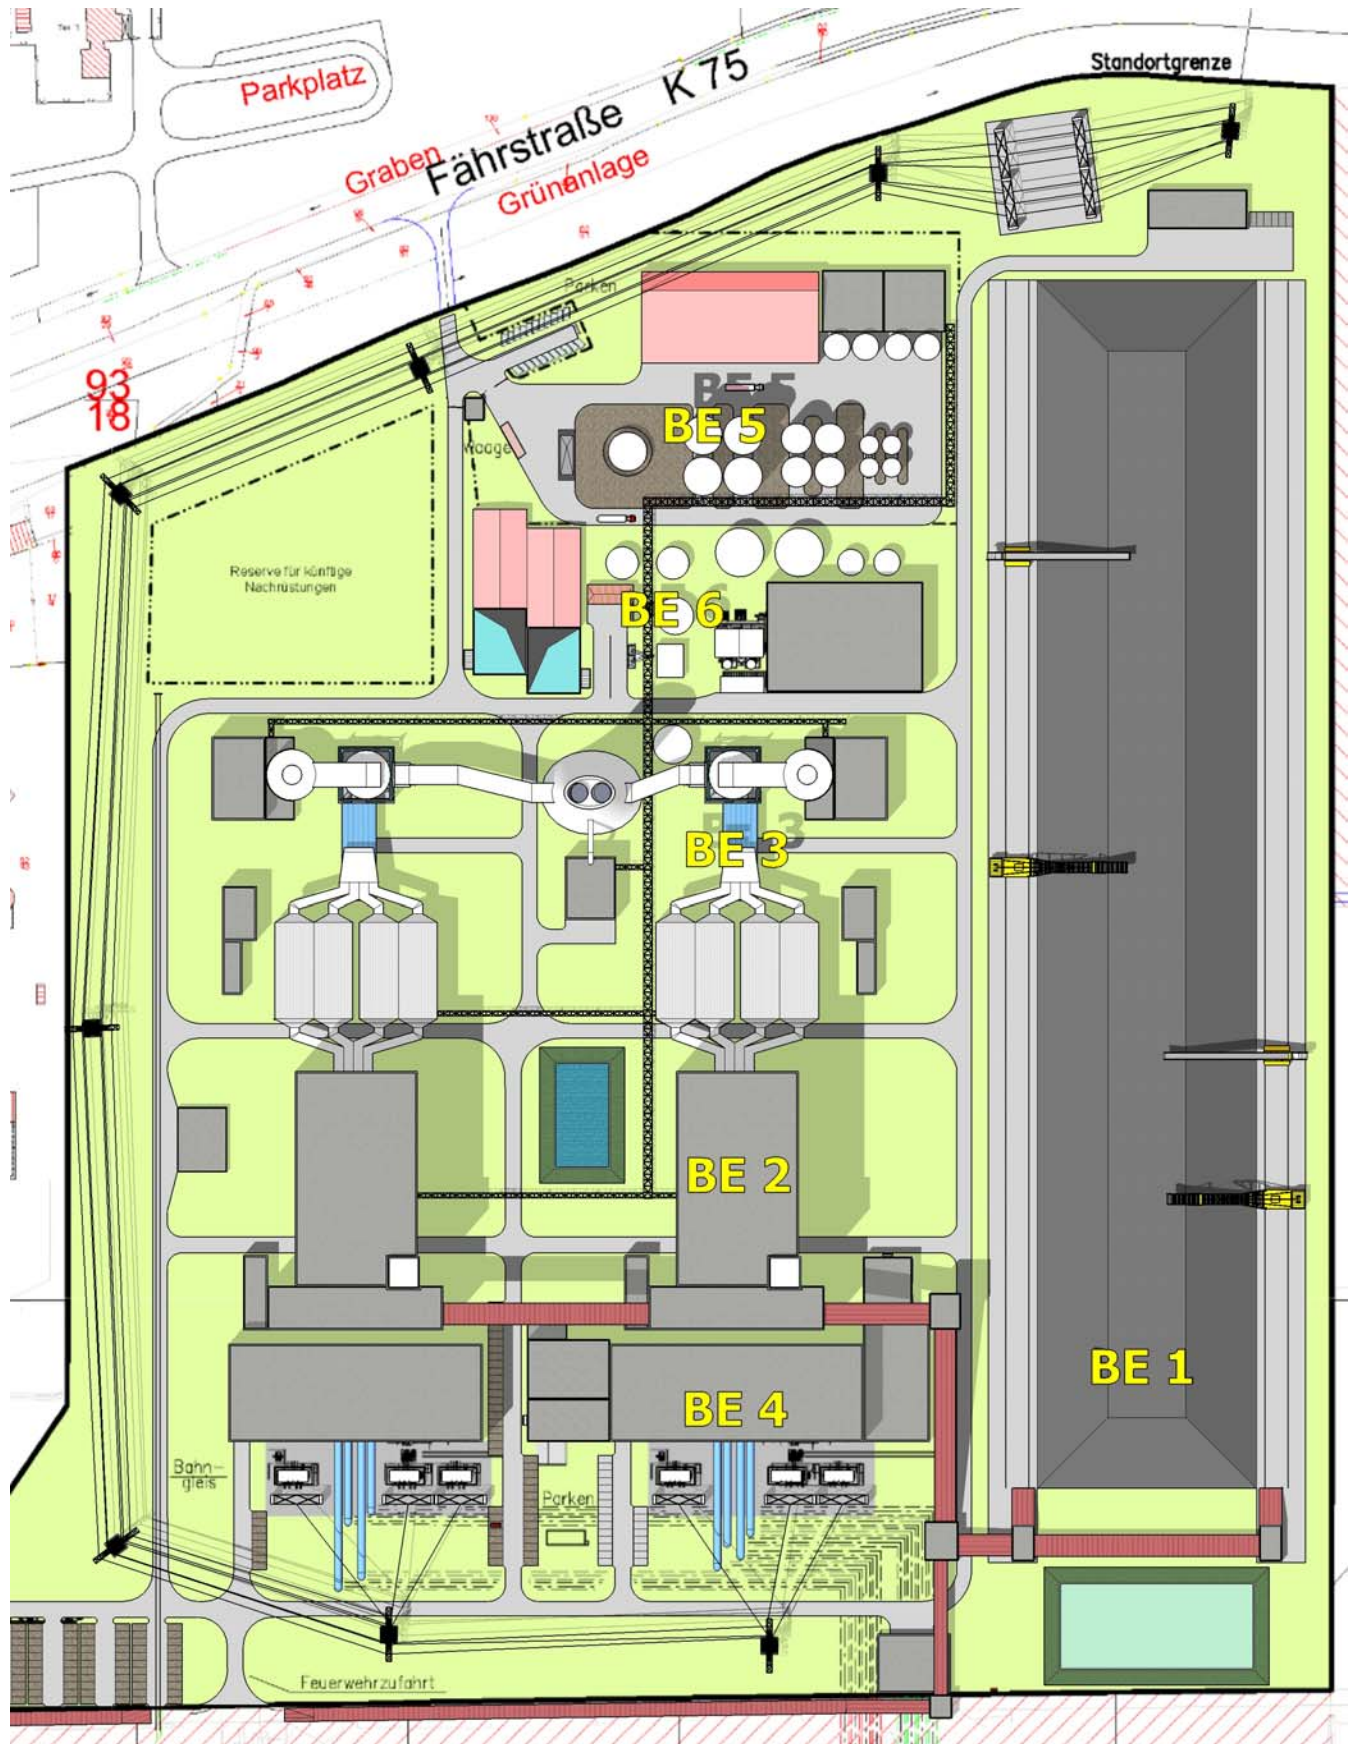 Standortgrenze
Parkplatz
Fährstraße K 75
Graben
Grünanlage
Parken
93
18
BE 5
Waage
Reserve für künftige
Nachrüstungen
BE 6
BE 3
BE 2
BE 1
BE 4
Bahn-
gleis
Parken
Feuerwehrzufahrt